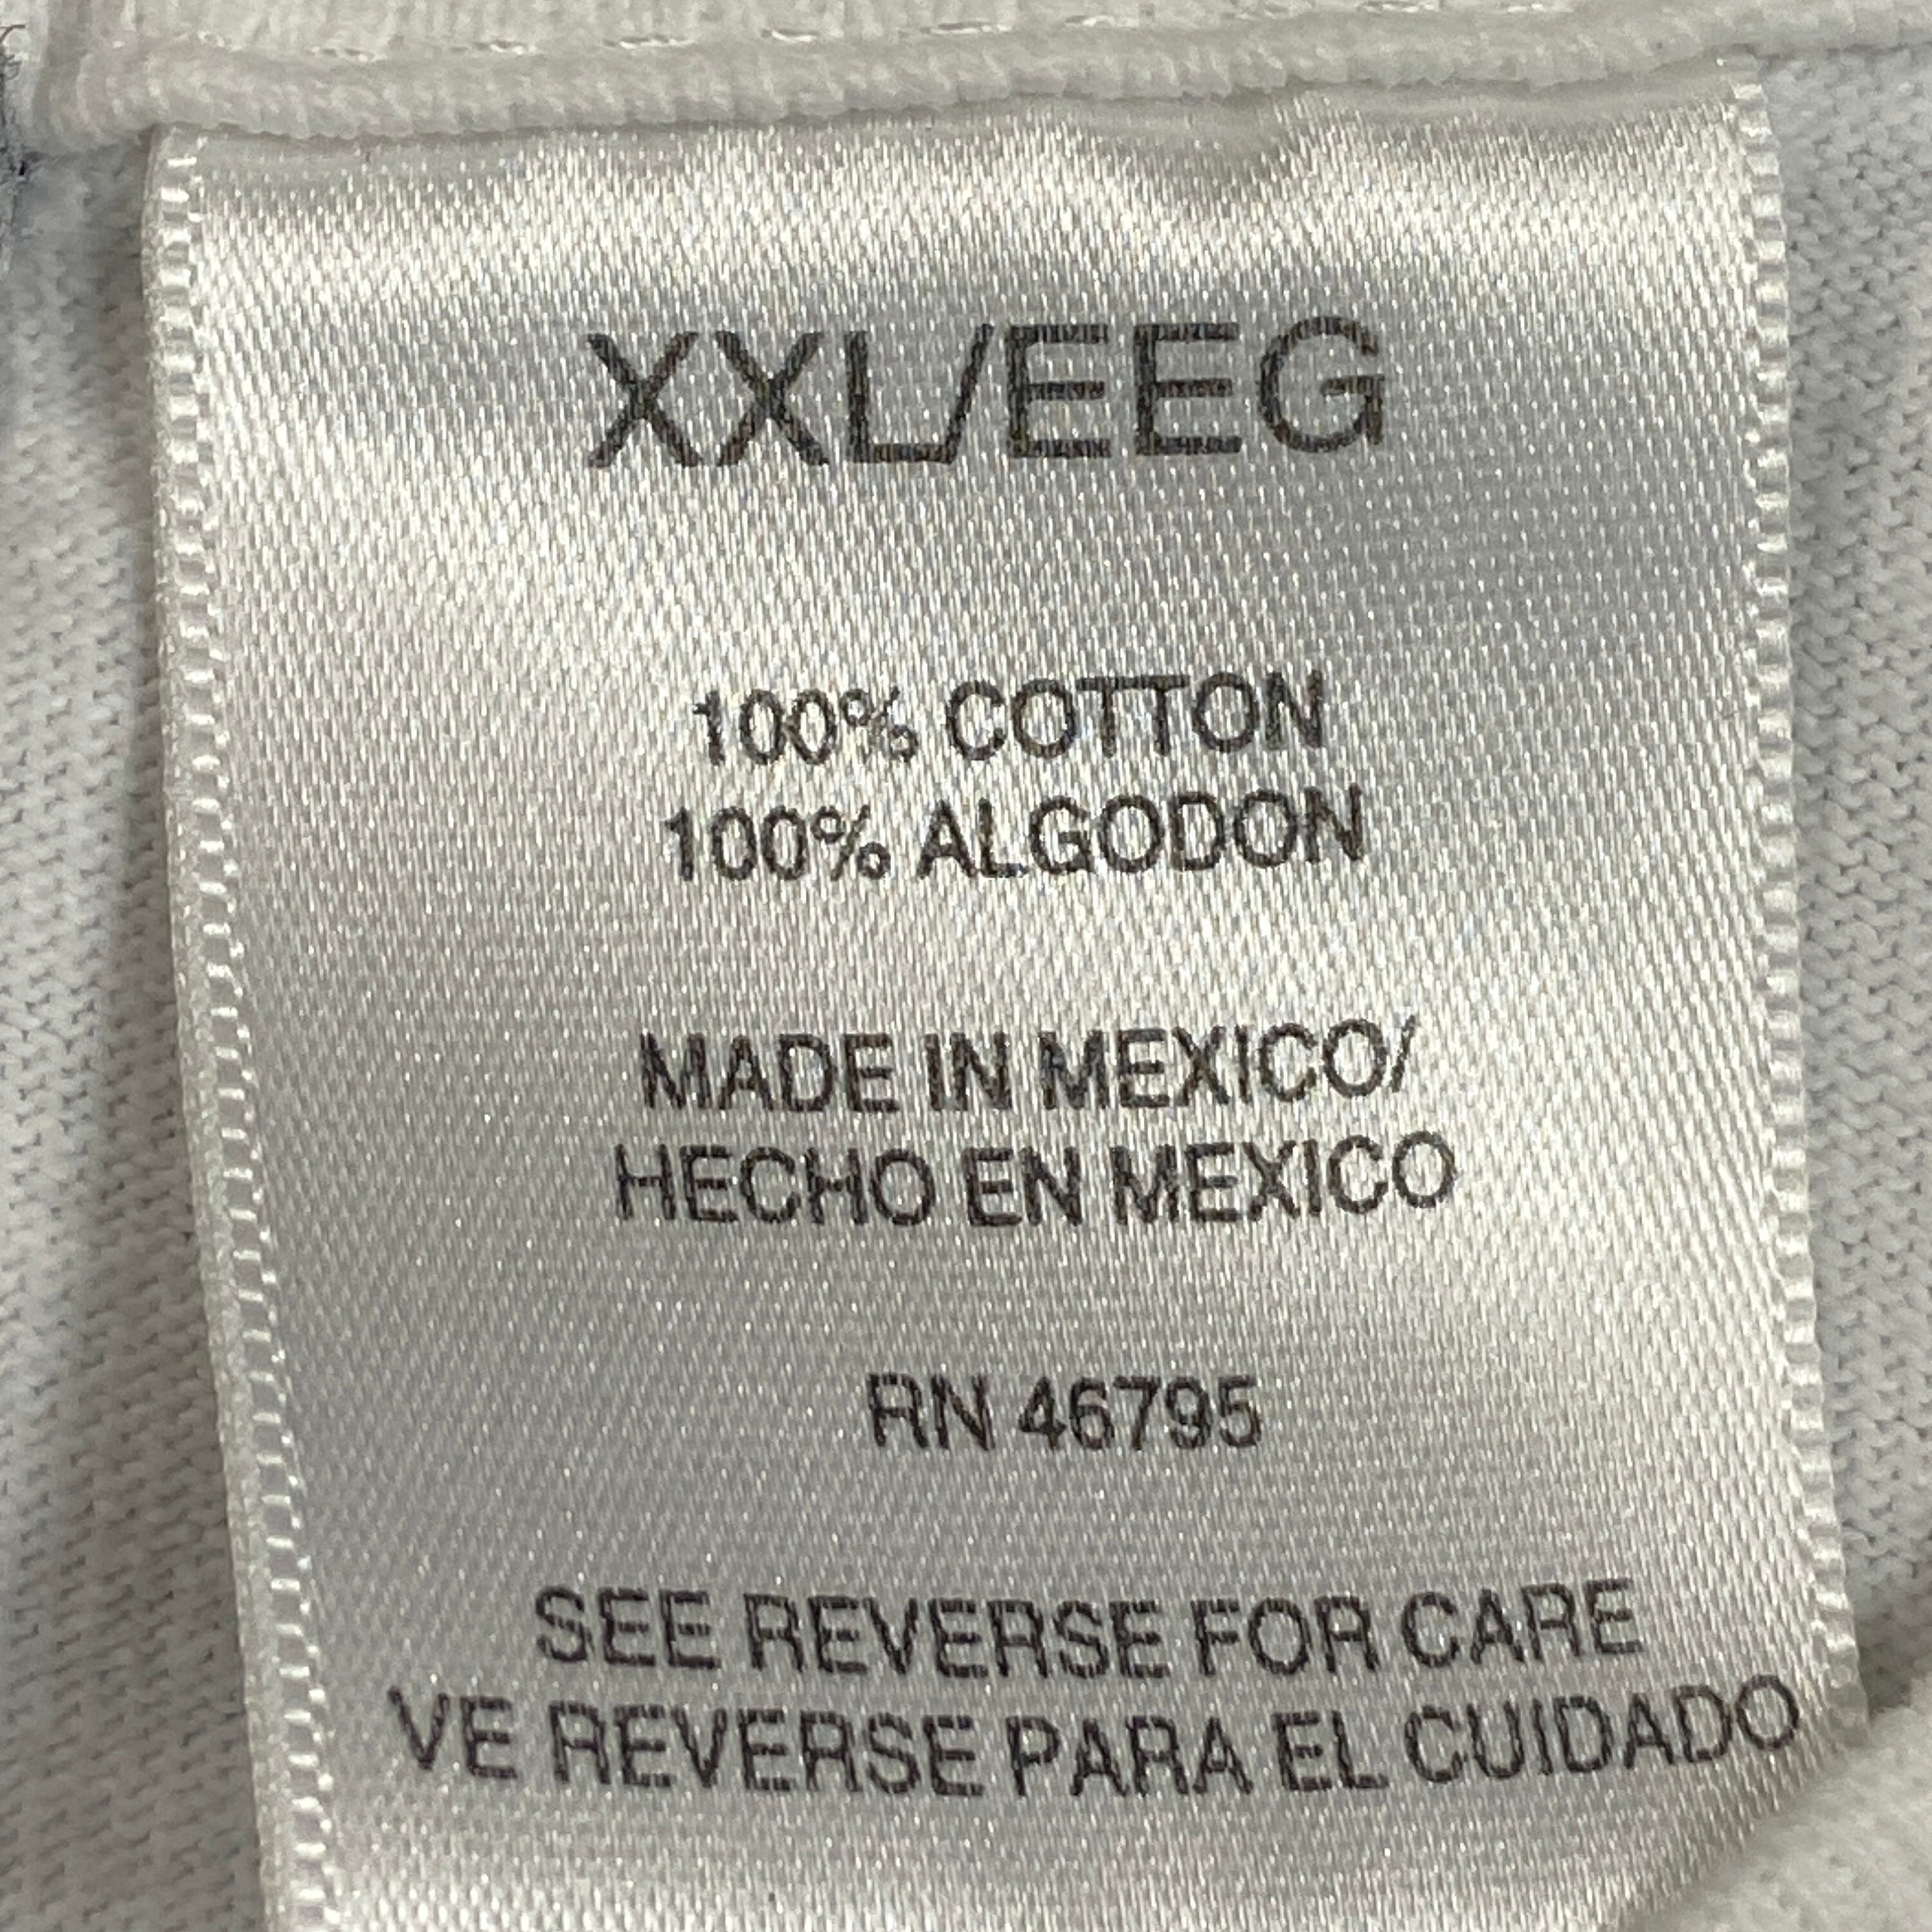 XXL/EEG
100% COTTON
100% ALGODON
MADE IN MEXICO/
HECHO EN MEXICO
RN 46795
SEE REVERSE FOR CARE
VE REVERSE PARA EL CUIDADO